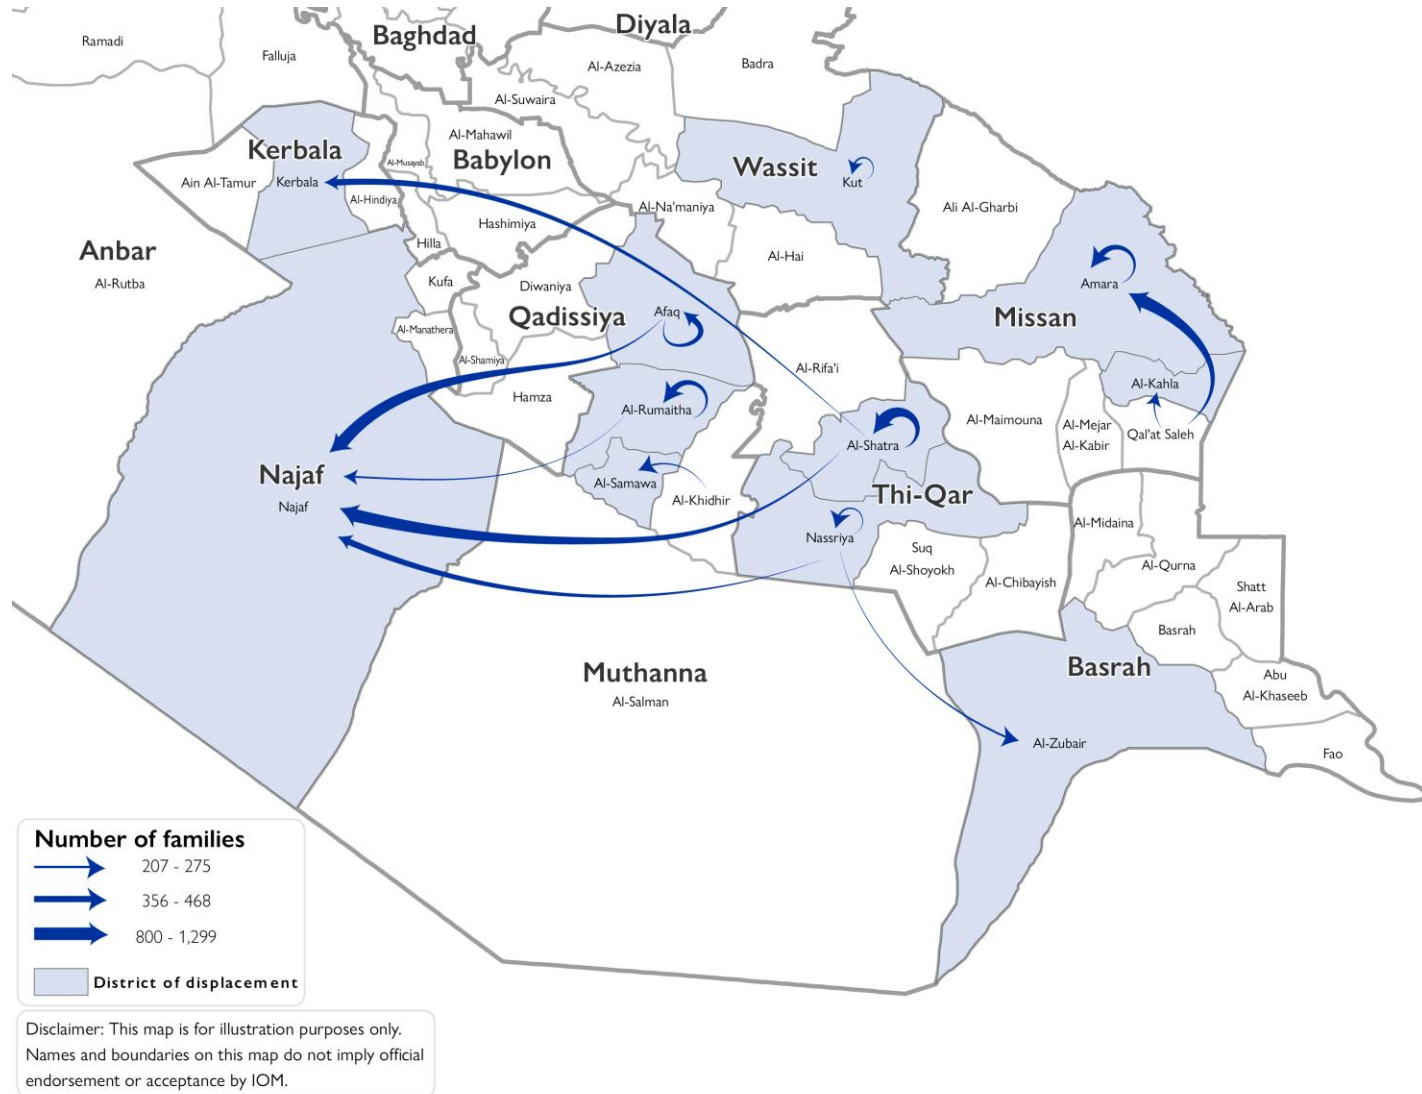 Diyala
Baghdad
Ramadi
Falluja
Al-Azezia
Badra
Al-Suwaira
Al-Mahawil
Kerbala
Babylon
Al-Musayab
Wassit
Ain Al-Tamur
Kerbala
Kut
Al-Hindiya
Al-Na'maniya
Ali Al-Gharbi
Hashimiya
Hilla
Anbar
Al-Rutba
Al-Hai
Kufa
Diwaniya
Amara
Qadissiya
Afaq
Missan
Al-Manathera
Al-Shamiya
Al-Rifa'i
Al-Kahla
Hamza
Al-Rumaitha
Al-Maimouna
Al-Mejar
Al-Kabir
Qal'at Saleh
Al-Shatra
Najaf
Najaf
Al-Samawa
Al-Khidhir
Thi-Qar
Al-Midaina
Nassriya
Suq
Al-Shoyokh
Al-Chibayish
Al-Qurna
Shatt
Al-Arab
Basrah
Basrah
Muthanna
Al-Salman
Abu
Al-Khaseeb
Al-Zubair
Fao
Number of families
207 - 275
356 - 468
800 - 1,299
District of displacement
Disclaimer: This map is for illustration purposes only.
Names and boundaries on this map do not imply official
endorsement or acceptance by IOM.